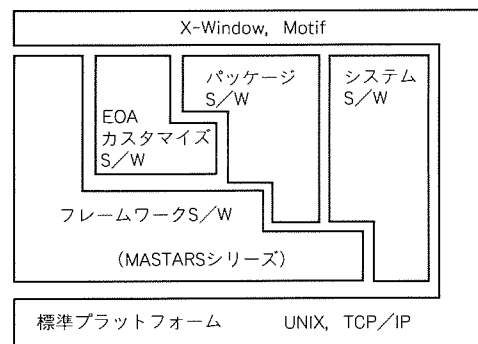 X-Window, Motif
パッケージ
S／W
システム
S／W
EOA
カスタマイズ
S／W
フレームワークS／W
(MASTARSシリーズ)
標準プラットフォーム UNIX, TCP／IP